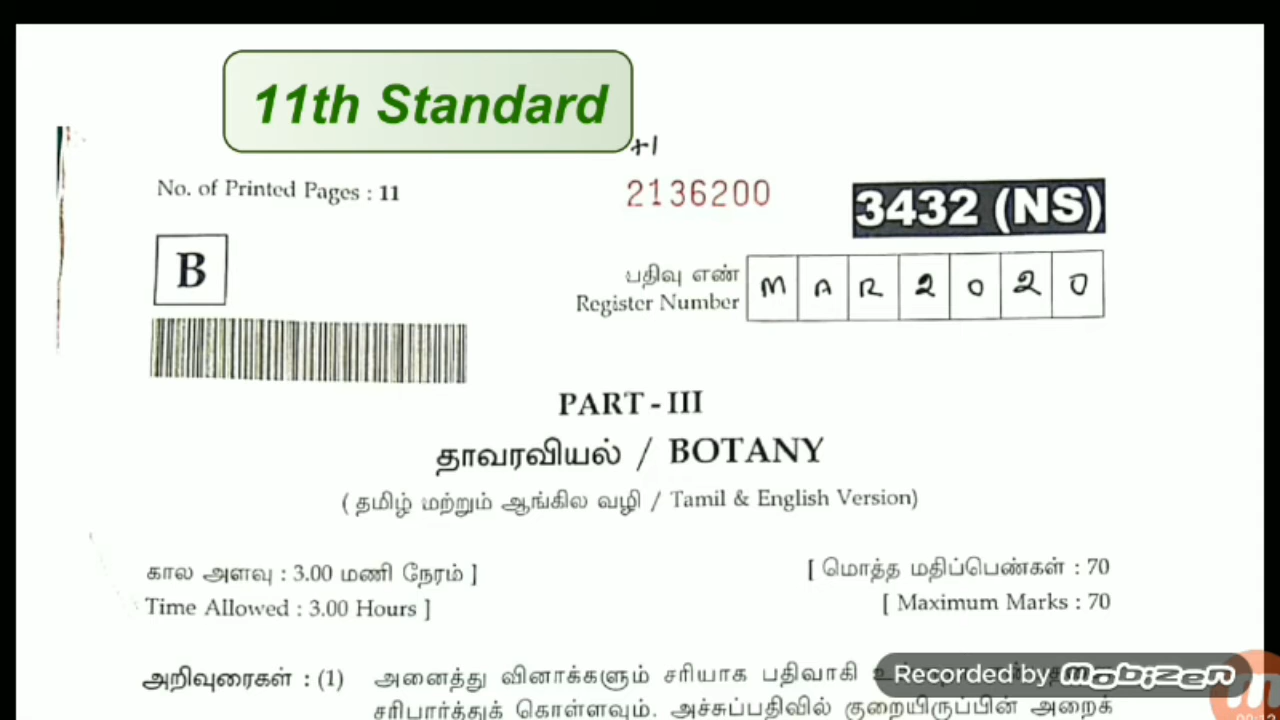 11th Standard
+1
No. of Printed Pages : 11
2136200
3432 (NS)
B
பதிவு எண்
Register Number
M A R 2 0 2 0
PART - III
தாவரவியல் / BOTANY
( தமிழ் மற்றும் ஆங்கில வழி / Tamil & English Version)
கால அளவு : 3.00 மணி நேரம் ]
[ மொத்த மதிப்பெண்கள் : 70
Time Allowed : 3.00 Hours ]
[ Maximum Marks : 70
அறிவுரைகள் : (1) அனைத்து வினாக்களும் சரியாக பதிவாகி
Recorded by mobizen
சரிபார்த்துக் கொள்ளவும். அச்சுப்பதிவில் குறையிருப்பின் அறைக்